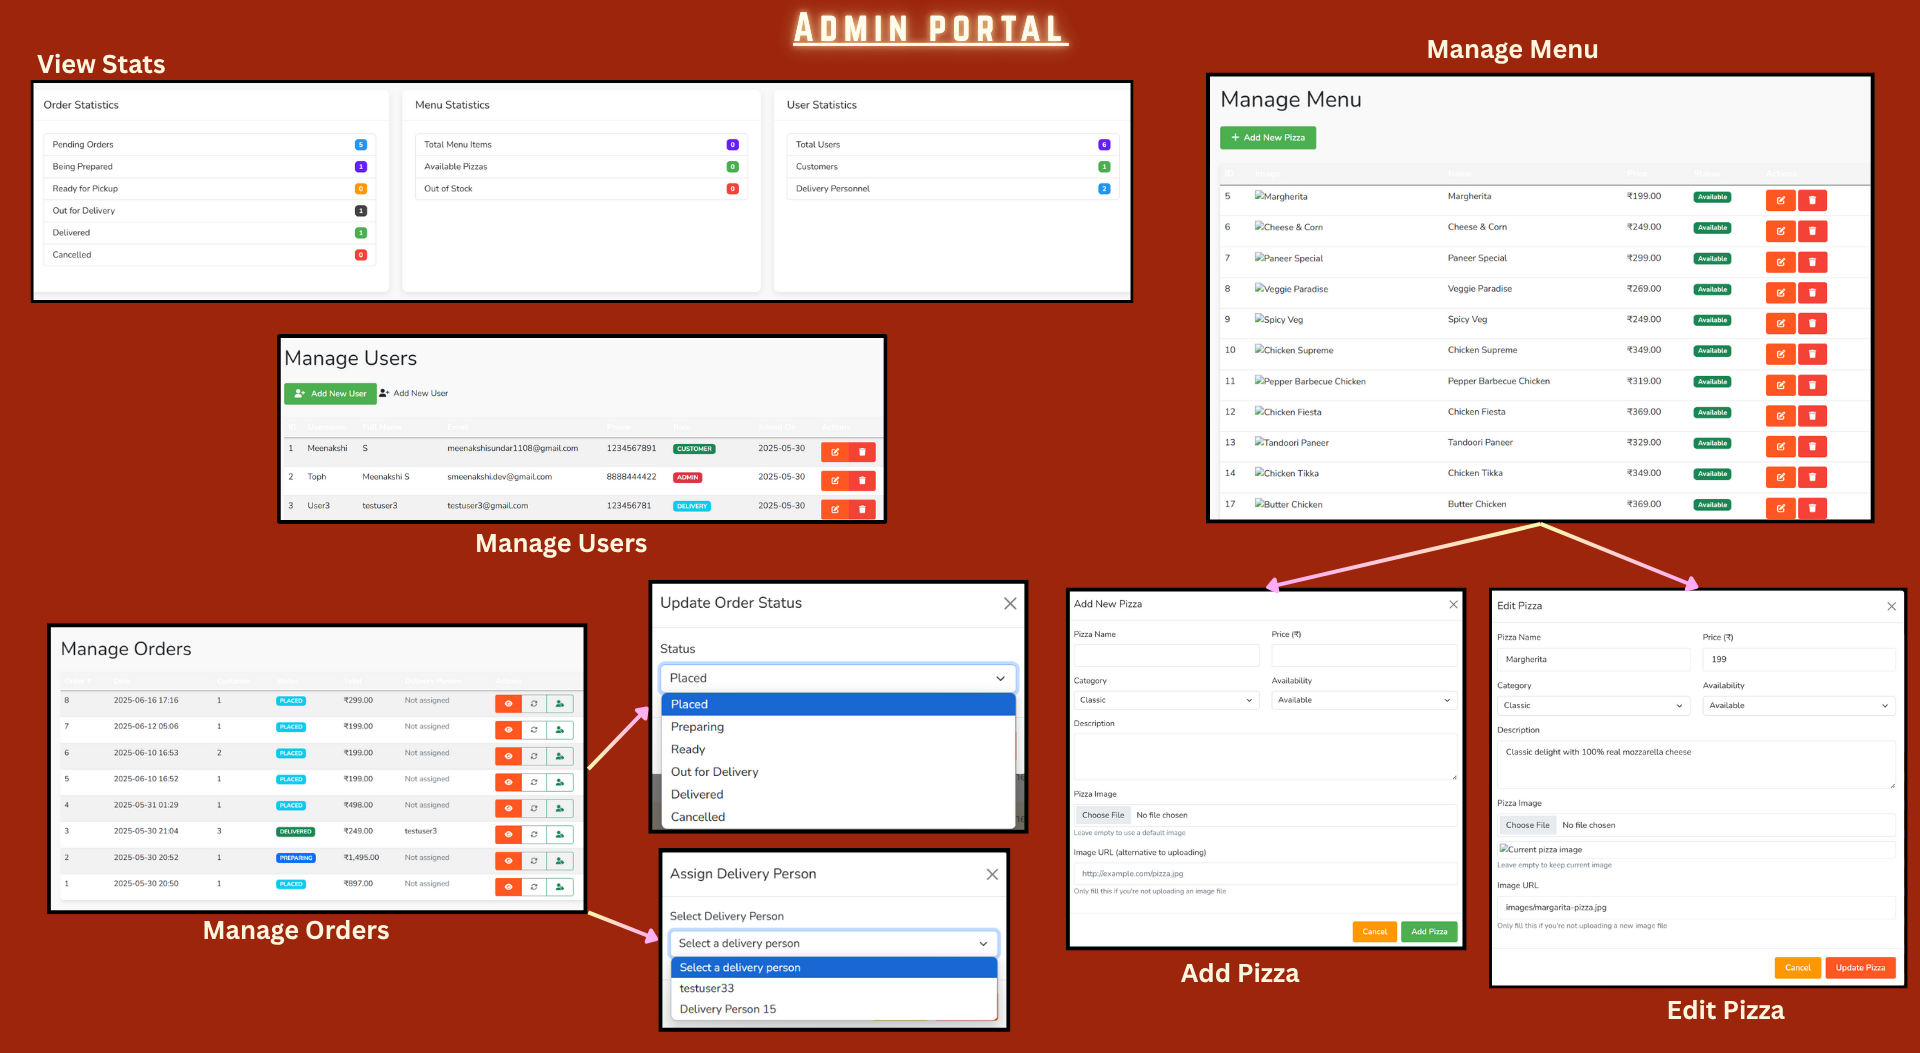 Admin portal
View Stats
Order Statistics
Pending Orders 5
Being Prepared 1
Ready for Pickup 0
Out for Delivery 1
Delivered 1
Cancelled 0
Menu Statistics
Total Menu Items 0
Available Pizzas 0
Out of Stock 0
User Statistics
Total Users 6
Customers 1
Delivery Personnel 2
Manage Users
Add New User Add New User
ID Username Full Name Email Phone Role Joined On Actions
1 Meenakshi S meenakshisundar1108@gmail.com 1234567891 CUSTOMER 2025-05-30
2 Toph Meenakshi S smeenakshi.dev@gmail.com 8888444422 ADMIN 2025-05-30
3 User3 testuser3 testuser3@gmail.com 123456781 DELIVERY 2025-05-30
Manage Users
Manage Menu
Manage Menu
+ Add New Pizza
ID Image Name Price Status Actions
5 Margherita Margherita ₹199.00 Available
6 Cheese & Corn Cheese & Corn ₹249.00 Available
7 Paneer Special Paneer Special ₹299.00 Available
8 Veggie Paradise Veggie Paradise ₹269.00 Available
9 Spicy Veg Spicy Veg ₹249.00 Available
10 Chicken Supreme Chicken Supreme ₹349.00 Available
11 Pepper Barbecue Chicken Pepper Barbecue Chicken ₹319.00 Available
12 Chicken Fiesta Chicken Fiesta ₹369.00 Available
13 Tandoori Paneer Tandoori Paneer ₹329.00 Available
14 Chicken Tikka Chicken Tikka ₹349.00 Available
17 Butter Chicken Butter Chicken ₹369.00 Available
Manage Orders
8 2025-06-16 17:16 1 PLACED ₹299.00 Not assigned
7 2025-06-12 05:06 1 PLACED ₹199.00 Not assigned
6 2025-06-10 16:53 2 PLACED ₹199.00 Not assigned
5 2025-06-10 16:52 1 PLACED ₹199.00 Not assigned
4 2025-05-31 01:29 1 PLACED ₹498.00 Not assigned
3 2025-05-30 21:04 3 DELIVERED ₹249.00 testuser3
2 2025-05-30 20:52 1 PREPARING ₹1,495.00 Not assigned
1 2025-05-30 20:50 1 PLACED ₹897.00 Not assigned
Manage Orders
Update Order Status
Status
Placed
Placed
Preparing
Ready
Out for Delivery
Delivered
Cancelled
Assign Delivery Person
Select Delivery Person
Select a delivery person
Select a delivery person
testuser33
Delivery Person 15
Add New Pizza
Pizza Name Price (₹)
Category Availability
Classic Available
Description
Pizza Image
Choose File No file chosen
Leave empty to use a default image
Image URL (alternative to uploading)
http://example.com/pizza.jpg
Only fill this if you're not uploading an image file
Cancel Add Pizza
Add Pizza
Edit Pizza
Pizza Name Price (₹)
Margherita 199
Category Availability
Classic Available
Description
Classic delight with 100% real mozzarella cheese
Pizza Image
Choose File No file chosen
Current pizza image
Leave empty to keep current image
Image URL
images/margarita-pizza.jpg
Only fill this if you're not uploading a new image file
Cancel Update Pizza
Edit Pizza